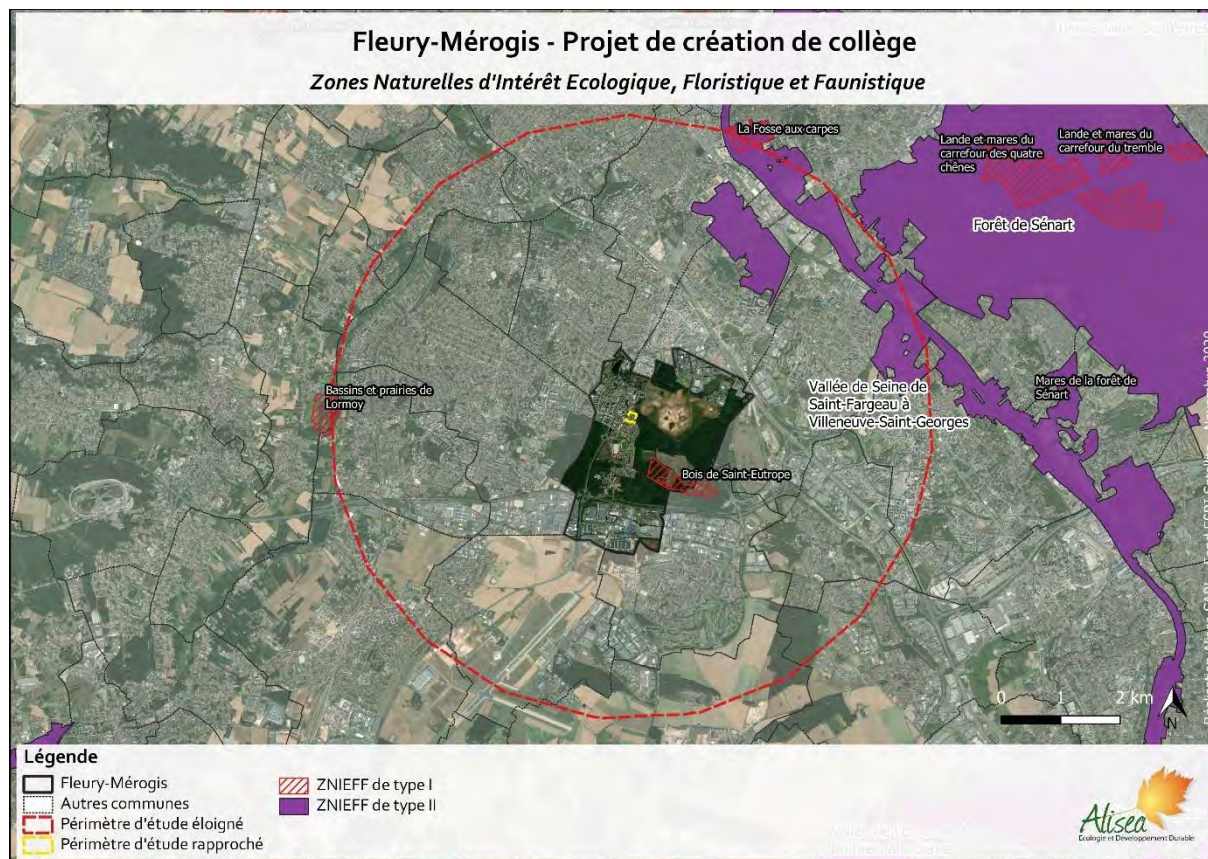 Fleury-Mérogis - Projet de création de collège
Zones Naturelles d'Intérêt Ecologique, Floristique et Faunistique
La Fosse aux carpes
Lande et mares du
carrefour des quatre
chênes
Lande et mares du
carrefour du tremble
Forêt de Sénart
Bassins et prairies de
Lormoy
Vallée de Seine de
Saint-Fargeau à
Villeneuve-Saint-Georges
Mares de la forêt de
Sénart
Bois de Saint-Eutrope
0 1 2 km
N
Légende
Fleury-Mérogis
Autres communes
Périmètre d'étude éloigné
Périmètre d'étude rapproché
ZNIEFF de type I
ZNIEFF de type II
Alisea
Ecologie et Développement Durable